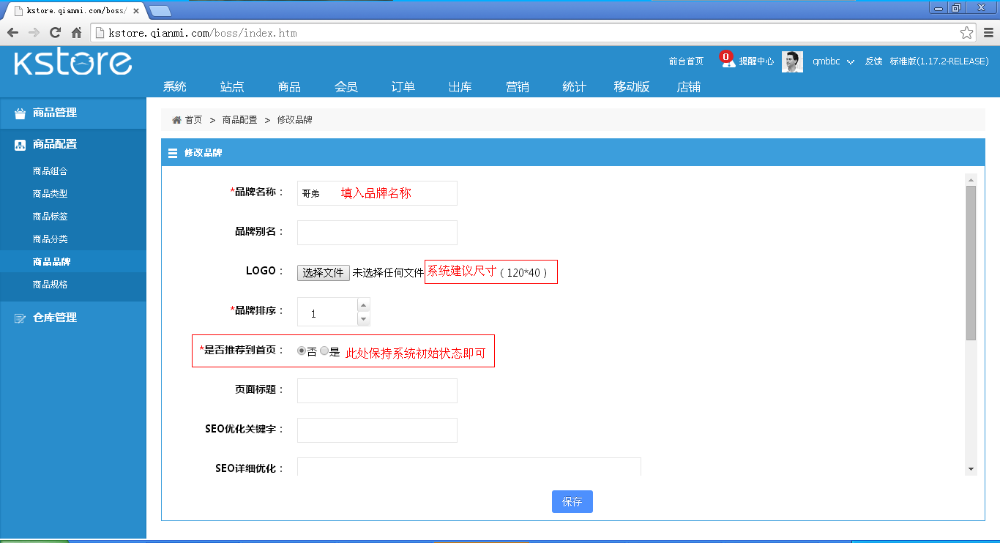 kstore.qianmi.com/boss/
kstore.qianmi.com/boss/index.htm
kstore
前台首页 0 提醒中心 qmbbc 反馈 标准版(1.17.2-RELEASE)
系统 站点 商品 会员 订单 出库 营销 统计 移动版 店铺
商品管理
商品配置
商品组合
商品类型
商品标签
商品分类
商品品牌
商品规格
仓库管理
首页 > 商品配置 > 修改品牌
修改品牌
*品牌名称： 哥弟 填入品牌名称
品牌别名：
LOGO： 选择文件 未选择任何文件 系统建议尺寸（120*40）
*品牌排序： 1
*是否推荐到首页： 否 是 此处保持系统初始状态即可
页面标题：
SEO优化关键字：
SEO详细优化：
保存